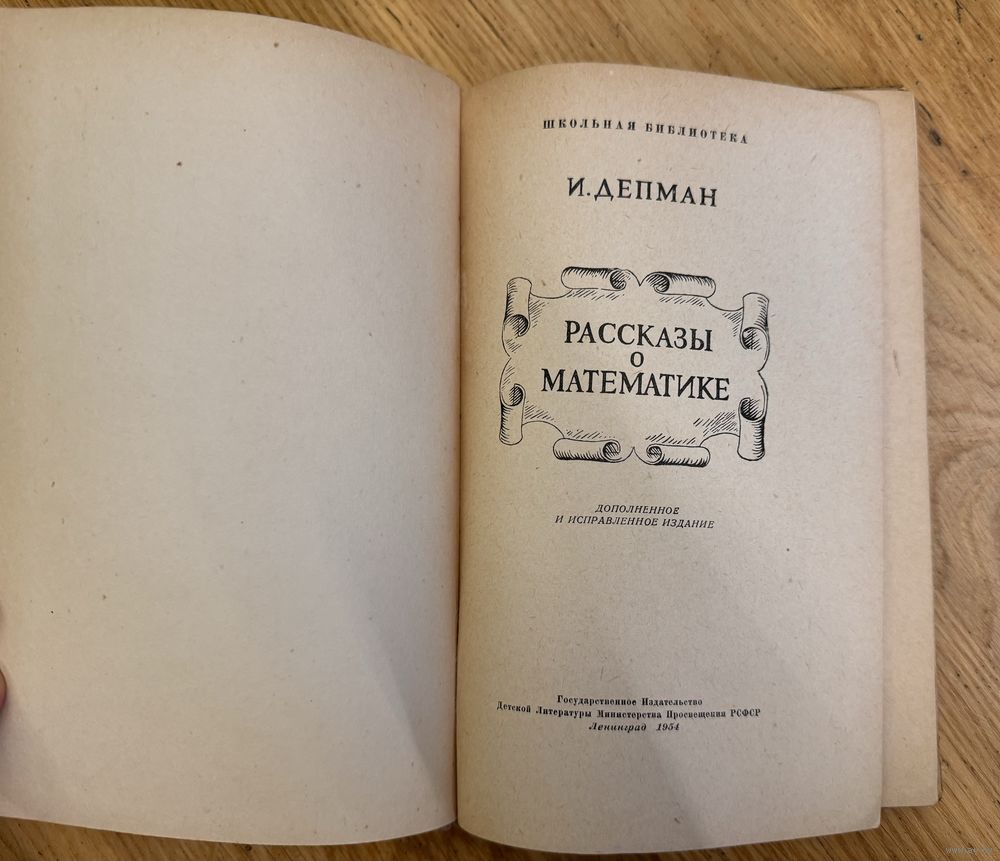 ШКОЛЬНАЯ БИБЛИОТЕКА
И. ДЕПМАН
РАССКАЗЫ
О
МАТЕМАТИКЕ
ДОПОЛНЕННОЕ
И ИСПРАВЛЕННОЕ ИЗДАНИЕ
Государственное Издательство
Детской Литературы Министерства Просвещения РСФСР
Ленинград 1954